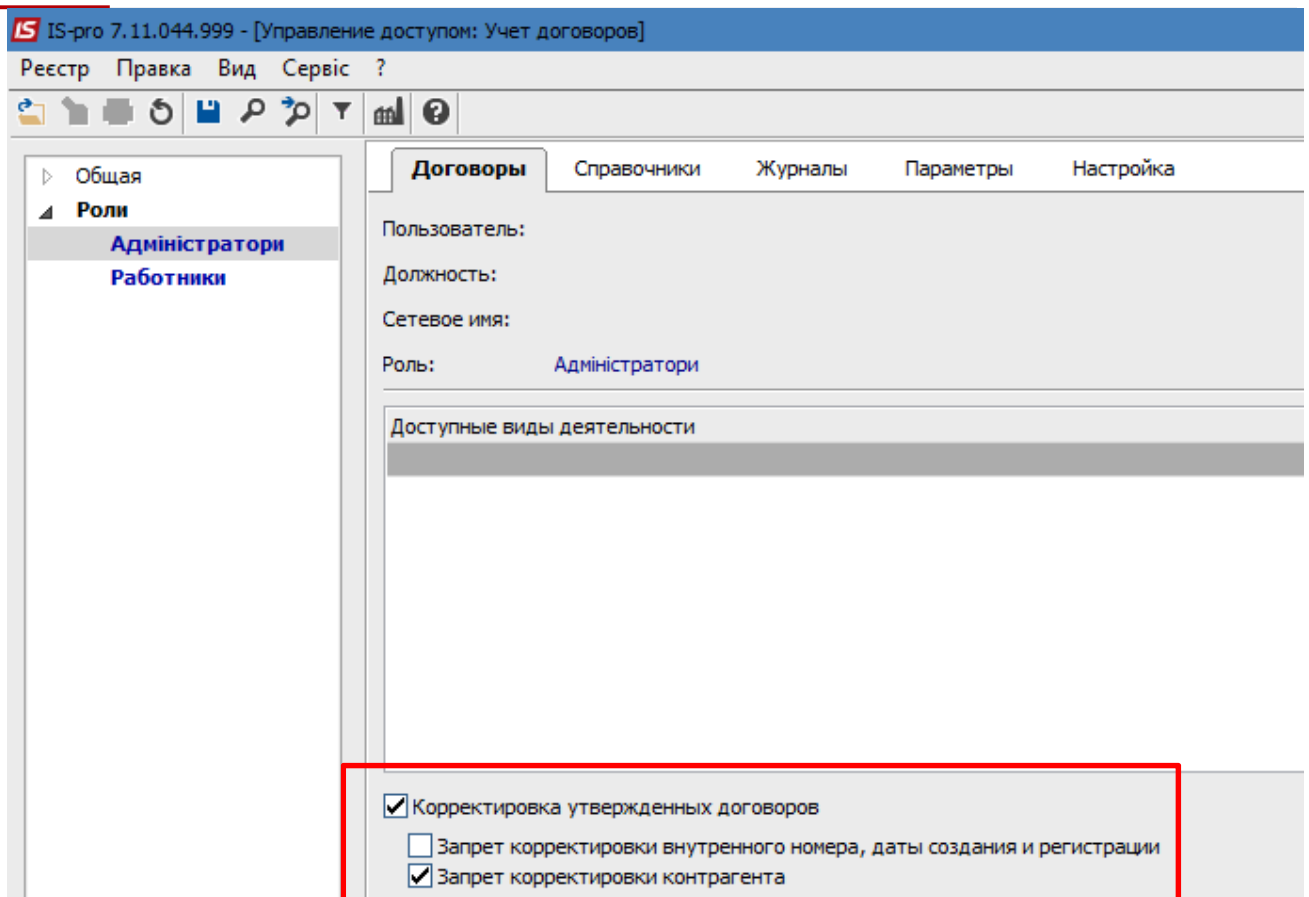 IS IS-pro 7.11.044.999 - [Управление доступом: Учет договоров]
Реєстр Правка Вид Сервіс ?
Общая
Роли
Адміністратори
Работники
Договоры Справочники Журналы Параметры Настройка
Пользователь:
Должность:
Сетевое имя:
Роль: Адміністратори
Доступные виды деятельности
Корректировка утвержденных договоров
Запрет корректировки внутренного номера, даты создания и регистрации
Запрет корректировки контрагента